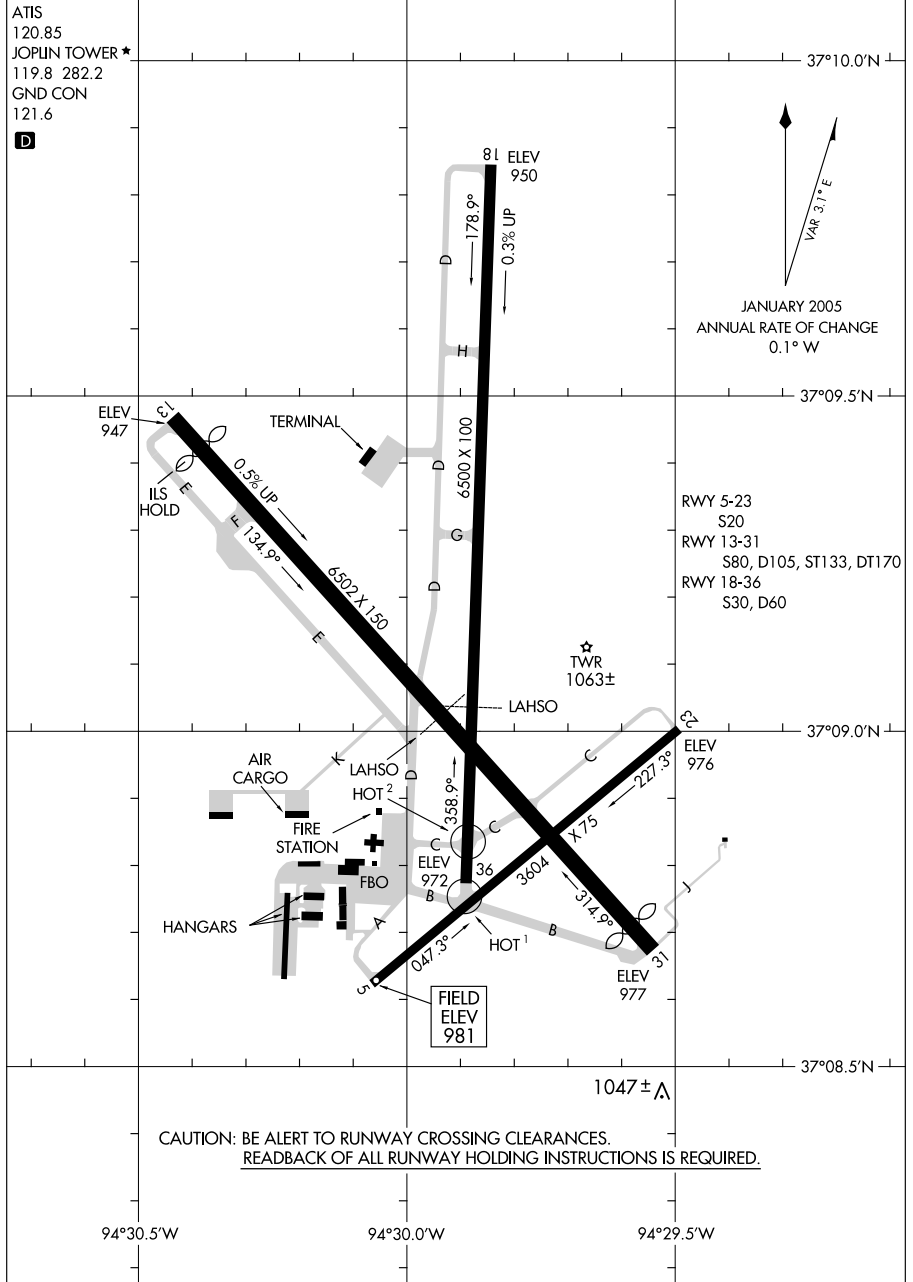 ATIS
120.85
JOPLIN TOWER ★
119.8 282.2
GND CON
121.6
D
37°10.0'N
VAR 3.1° E
JANUARY 2005
ANNUAL RATE OF CHANGE
0.1° W
18
ELEV
950
178.9°
0.3% UP
D
H
37°09.5'N
13
ELEV
947
TERMINAL
6500 X 100
ILS
HOLD
E
0.5% UP
F
134.9°
D
G
D
6502 X 150
E
RWY 5-23
S20
RWY 13-31
S80, D105, ST133, DT170
RWY 18-36
S30, D60
TWR
1063±
LAHSO
LAHSO
37°09.0'N
23
ELEV
976
227.3°
C
K
D
AIR
CARGO
HOT 2
358.9°
FIRE
STATION
C
C
X 75
3604
ELEV
972
36
FBO
B
B
314.9°
J
HANGARS
A
047.3°
HOT 1
5
31
ELEV
977
FIELD
ELEV
981
37°08.5'N
1047 ±
CAUTION: BE ALERT TO RUNWAY CROSSING CLEARANCES.
READBACK OF ALL RUNWAY HOLDING INSTRUCTIONS IS REQUIRED.
94°30.5'W
94°30.0'W
94°29.5'W